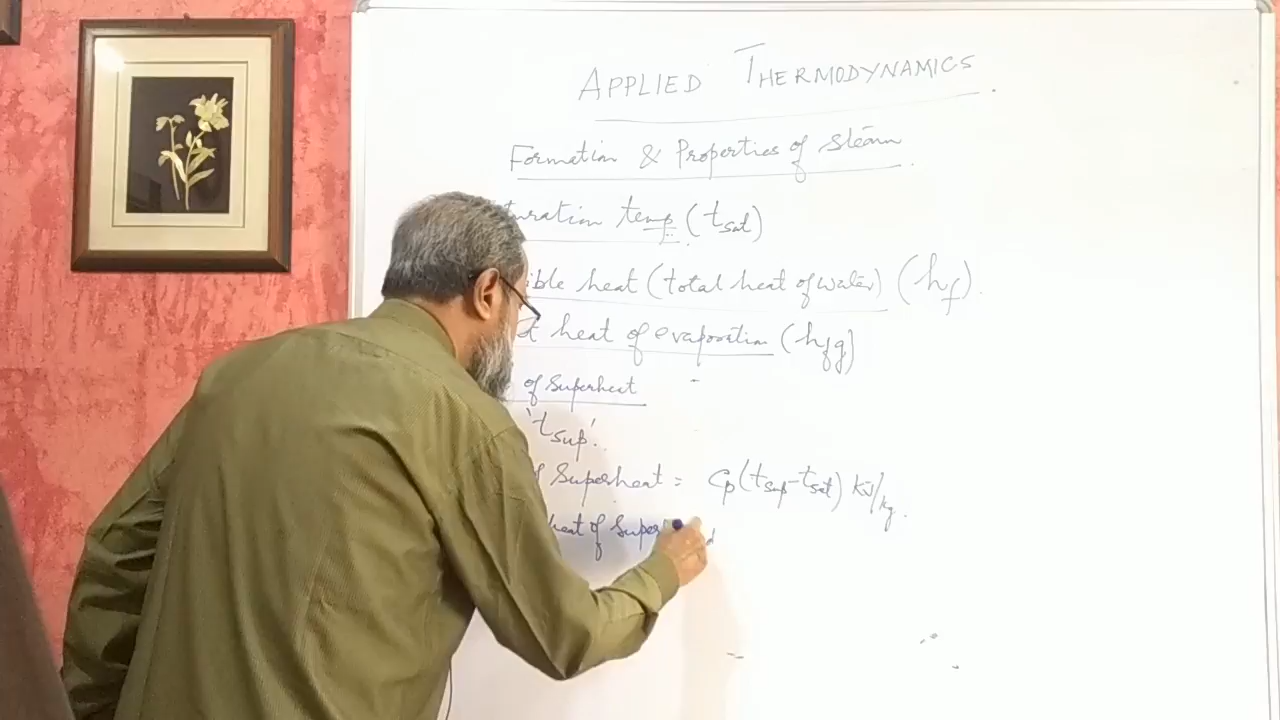 APPLIED THERMODYNAMICS
Formation & Properties of Steam
turation temp (tsat)
ible heat (total heat of water) (hf).
t heat of evaporation (hfg)
of Superheat
'tsup'.
f Superheat = Cp(tsup-tsat) KJ/kg.
heat of Super